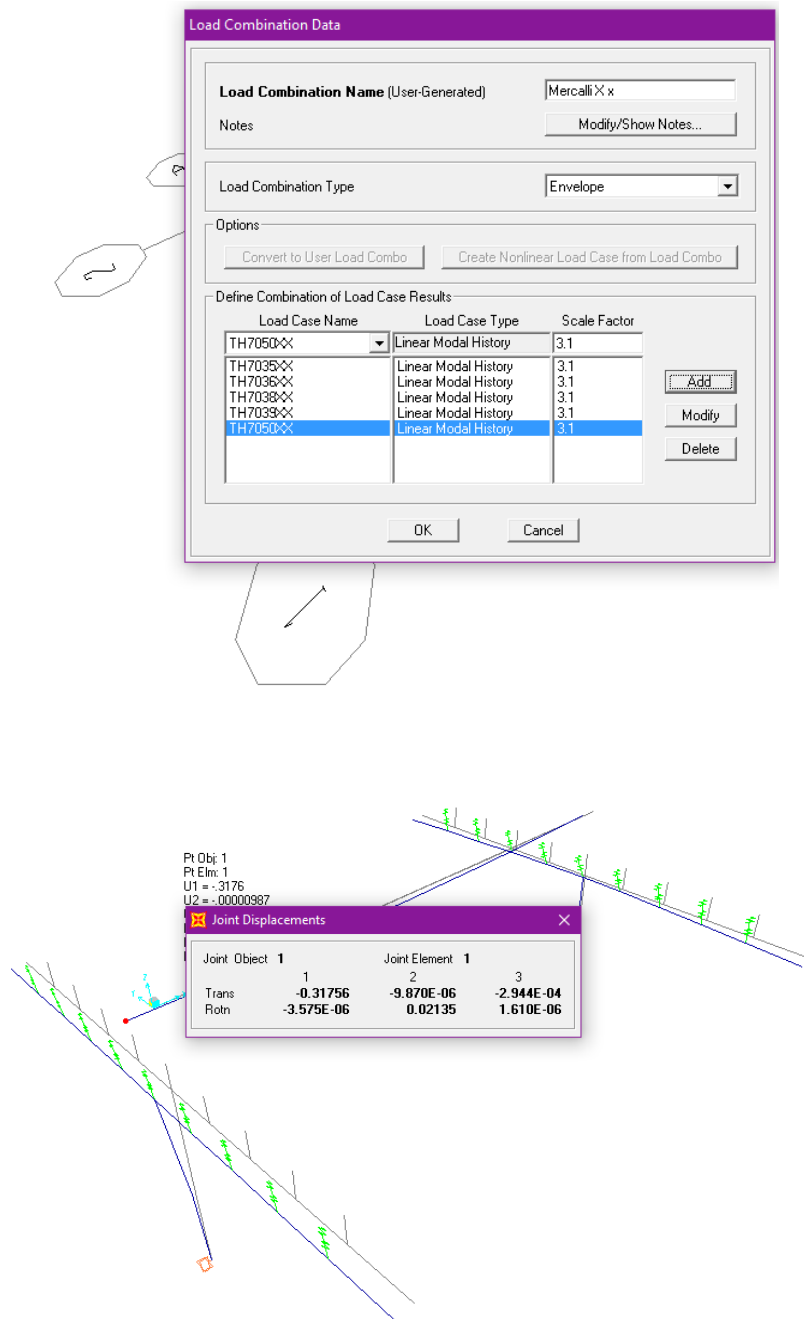 Load Combination Data
Load Combination Name (User-Generated)
Mercalli X x
Notes
Modify/Show Notes...
Load Combination Type
Envelope
Options
Convert to User Load Combo
Create Nonlinear Load Case from Load Combo
Define Combination of Load Case Results
Load Case Name Load Case Type Scale Factor
TH7050XX Linear Modal History 3.1
TH7035XX Linear Modal History 3.1
TH7036XX Linear Modal History 3.1
TH7038XX Linear Modal History 3.1
TH7039XX Linear Modal History 3.1
TH7050XX Linear Modal History 3.1
Add
Modify
Delete
OK Cancel
Pt Obj: 1
Pt Elm: 1
U1 = -.3176
U2 = -.00000987
Joint Displacements
Joint Object 1 Joint Element 1
1 2 3
Trans -0.31756 -9.870E-06 -2.944E-04
Rotn -3.575E-06 0.02135 1.610E-06